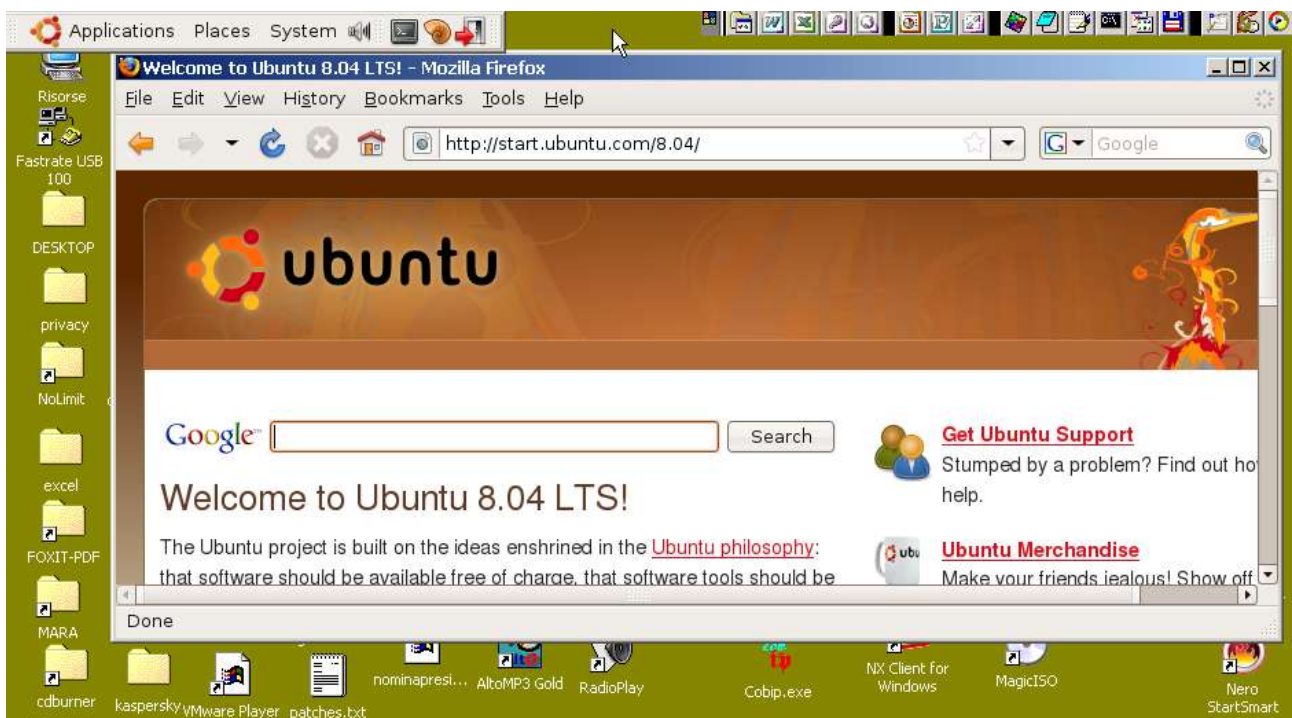 Applications Places System
Welcome to Ubuntu 8.04 LTS! - Mozilla Firefox
File Edit View History Bookmarks Tools Help
http://start.ubuntu.com/8.04/
G Google
ubuntu
Google
Search
Welcome to Ubuntu 8.04 LTS!
The Ubuntu project is built on the ideas enshrined in the Ubuntu philosophy:
that software should be available free of charge, that software tools should be
Get Ubuntu Support
Stumped by a problem? Find out how
help.
ubu
Ubuntu Merchandise
Make your friends jealous! Show off
Done
Risorse
Fastrate USB
100
DESKTOP
privacy
NoLimit
excel
FOXIT-PDF
MARA
cdburner
kaspersky
VMware Player
patches.txt
nominapresi...
AltoMP3 Gold
RadioPlay
Cobip.exe
NX Client for
Windows
MagicISO
Nero
StartSmart